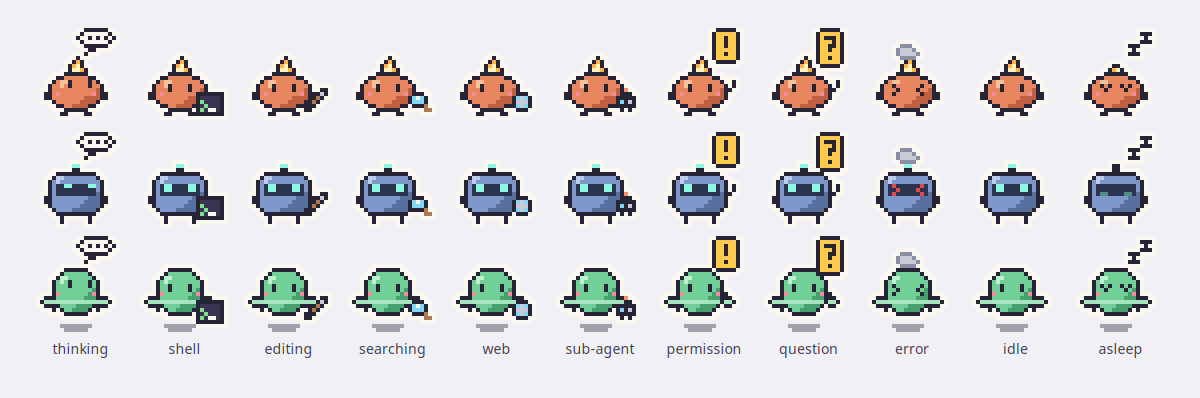 ...
!
?
z z
...
!
?
z z
...
!
?
z z
thinking shell editing searching web sub-agent permission question error idle asleep